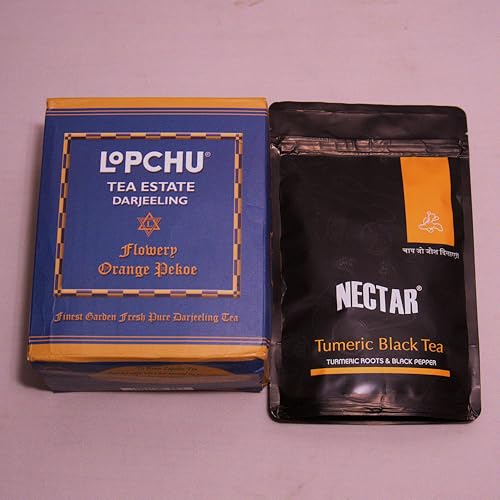 LOPCHU®
TEA ESTATE
DARJEELING
L
Flowery
Orange Pekoe
Finest Garden Fresh Pure Darjeeling Tea
चाय जो जोश दिलाए
NECTAR®
Tumeric Black Tea
TURMERIC ROOTS & BLACK PEPPER